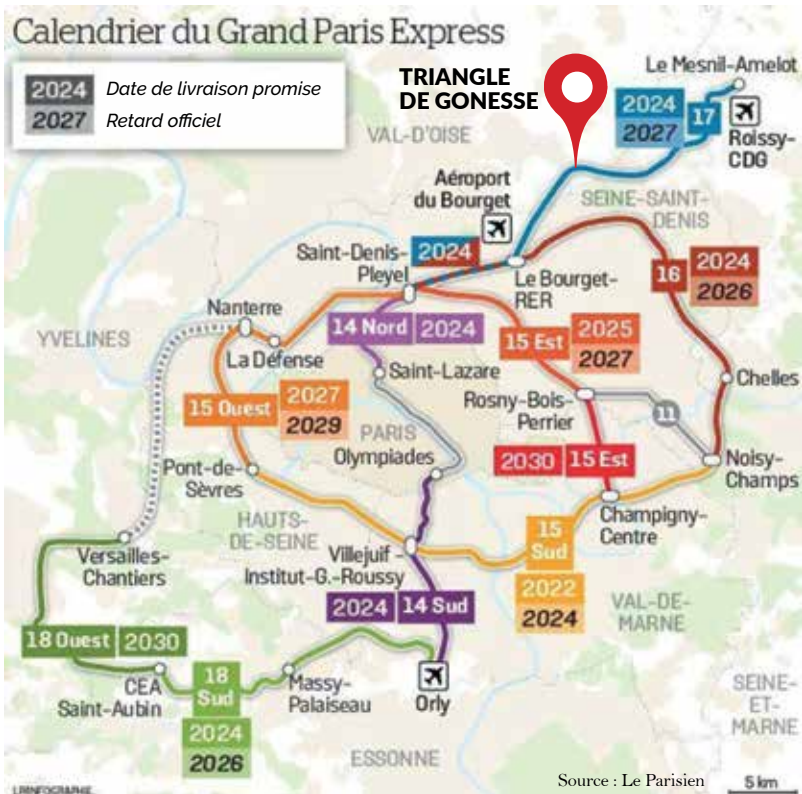 Calendrier du Grand Paris Express
2024 Date de livraison promise
2027 Retard officiel
TRIANGLE
DE GONESSE
Le Mesnil-Amelot
2024
2027
17
Roissy-
CDG
VAL-D'OISE
Aéroport
du Bourget
SEINE-SAINT-
DENIS
Saint-Denis-
Pleyel
2024
Le Bourget-
RER
16
2024
2026
Nanterre
14 Nord 2024
15 Est
2025
2027
YVELINES
La Défense
Saint-Lazare
Chelles
15 Ouest
2027
2029
Rosny-Bois-
Perrier
11
PARIS
Olympiades
2030 15 Est
Noisy-
Champs
Pont-de-
Sèvres
Champigny-
Centre
HAUTS-
DE-SEINE
15
Sud
2022
2024
Versailles-
Chantiers
Villejuif -
Institut-G.-Roussy
VAL-DE-
MARNE
2024 14 Sud
18 Ouest 2030
CEA
Saint-Aubin
18
Sud
2024
2026
Massy-
Palaiseau
Orly
SEINE-
ET-
MARNE
ESSONNE
Source : Le Parisien
5 km